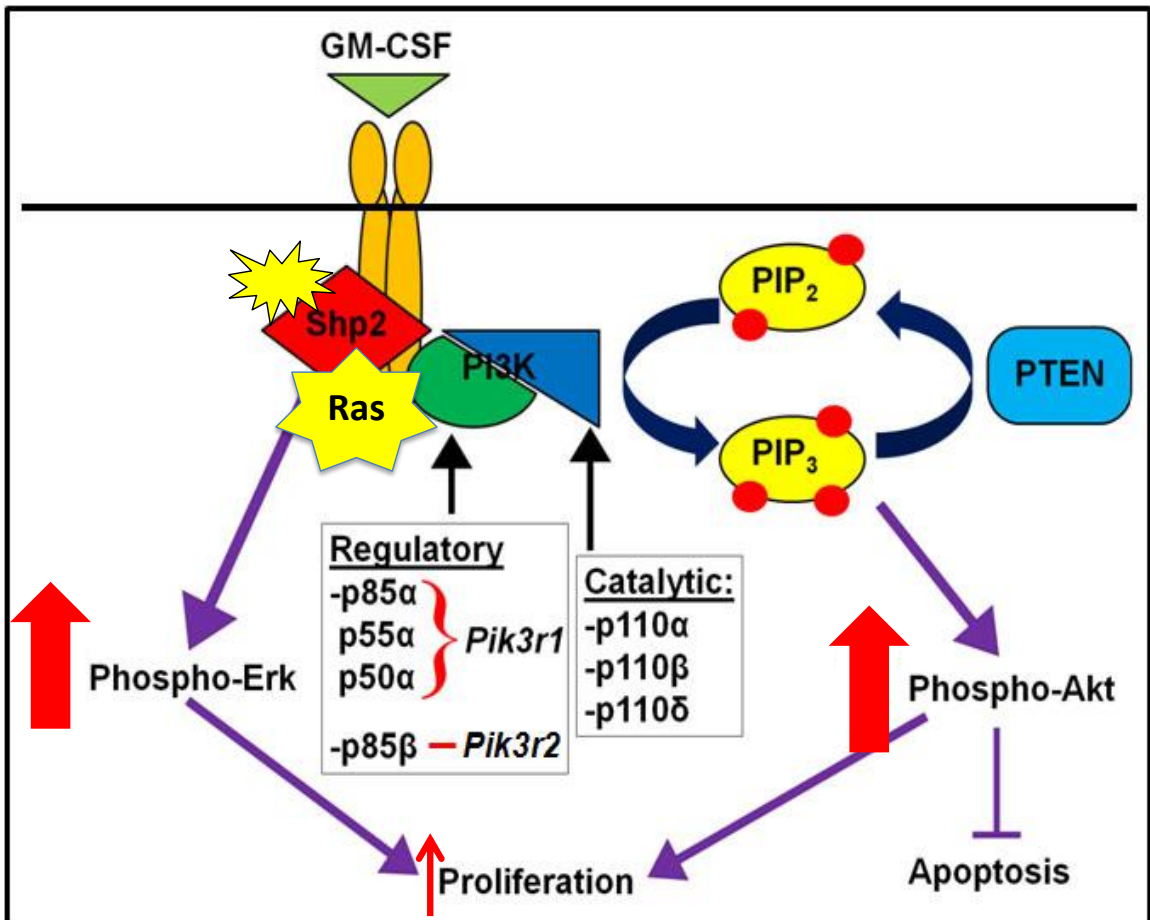 GM-CSF
Shp2
Ras
PI3K
PIP2
PIP3
PTEN
Regulatory
-p85α
p55α
p50α
Pik3r1
-p85β
Pik3r2
Catalytic:
-p110α
-p110β
-p110δ
Phospho-Erk
Phospho-Akt
Proliferation
Apoptosis